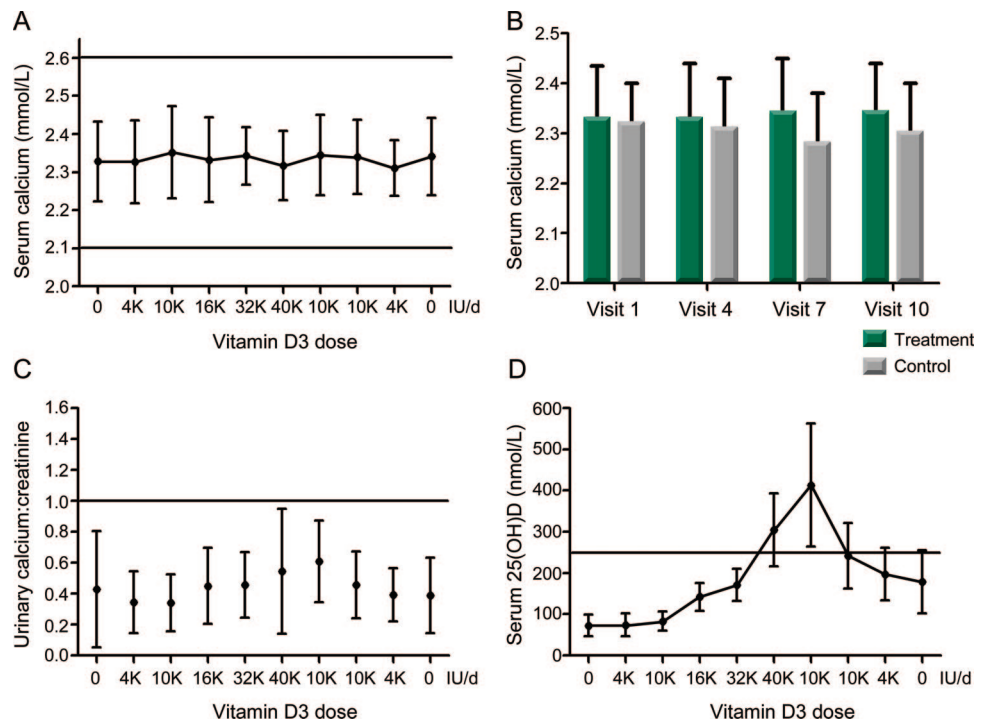 A
Serum calcium (mmol/L)
2.6
2.5
2.4
2.3
2.2
2.1
2.0
0 4K 10K 16K 32K 40K 10K 10K 4K 0 IU/d
Vitamin D3 dose
B
Serum calcium (mmol/L)
2.5
2.4
2.3
2.2
2.1
2.0
Visit 1 Visit 4 Visit 7 Visit 10
Treatment
Control
C
Urinary calcium:creatinine
1.6
1.4
1.2
1.0
0.8
0.6
0.4
0.2
0.0
0 4K 10K 16K 32K 40K 10K 10K 4K 0 IU/d
Vitamin D3 dose
D
Serum 25(OH)D (nmol/L)
600
500
400
300
200
100
0
0 4K 10K 16K 32K 40K 10K 10K 4K 0 IU/d
Vitamin D3 dose